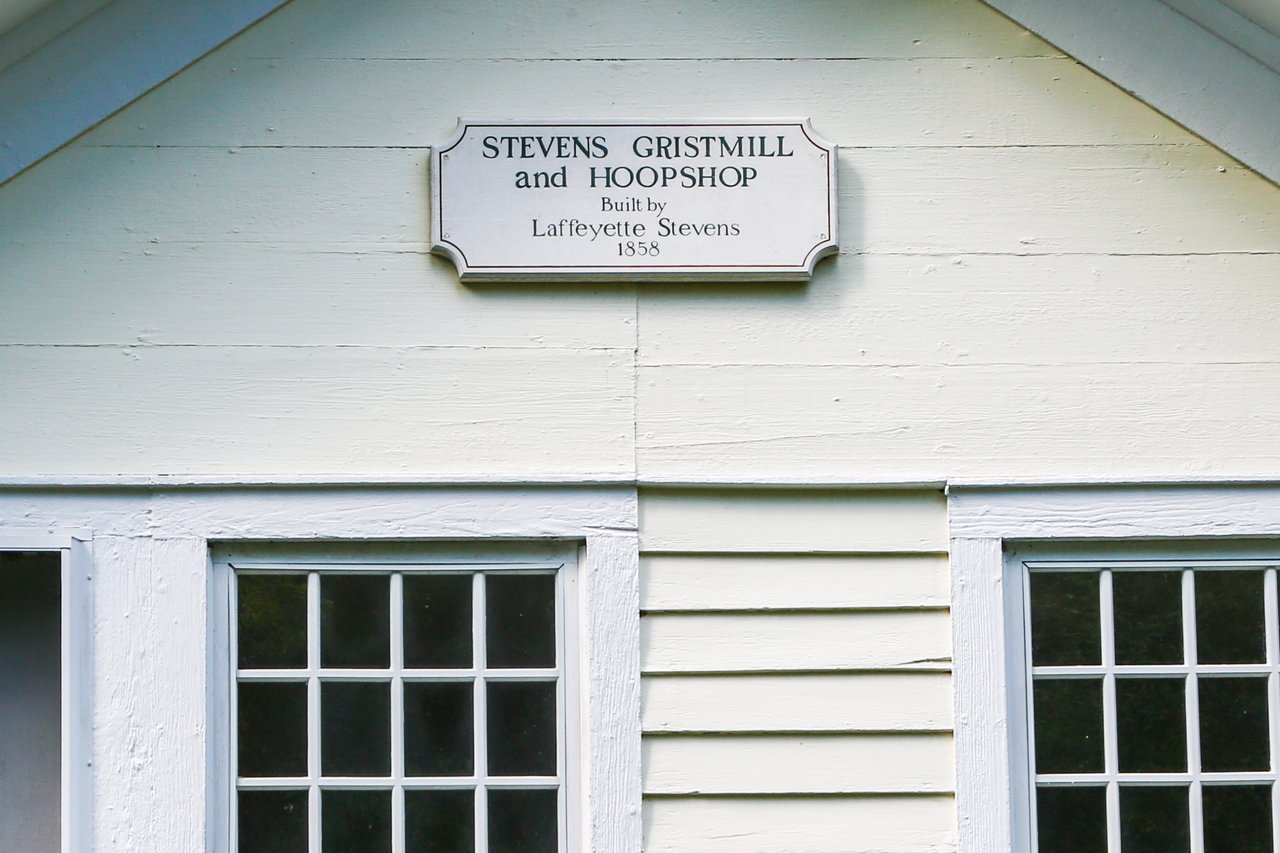 STEVENS GRISTMILL
and HOOPSHOP
Built by
Laffeyette Stevens
1858